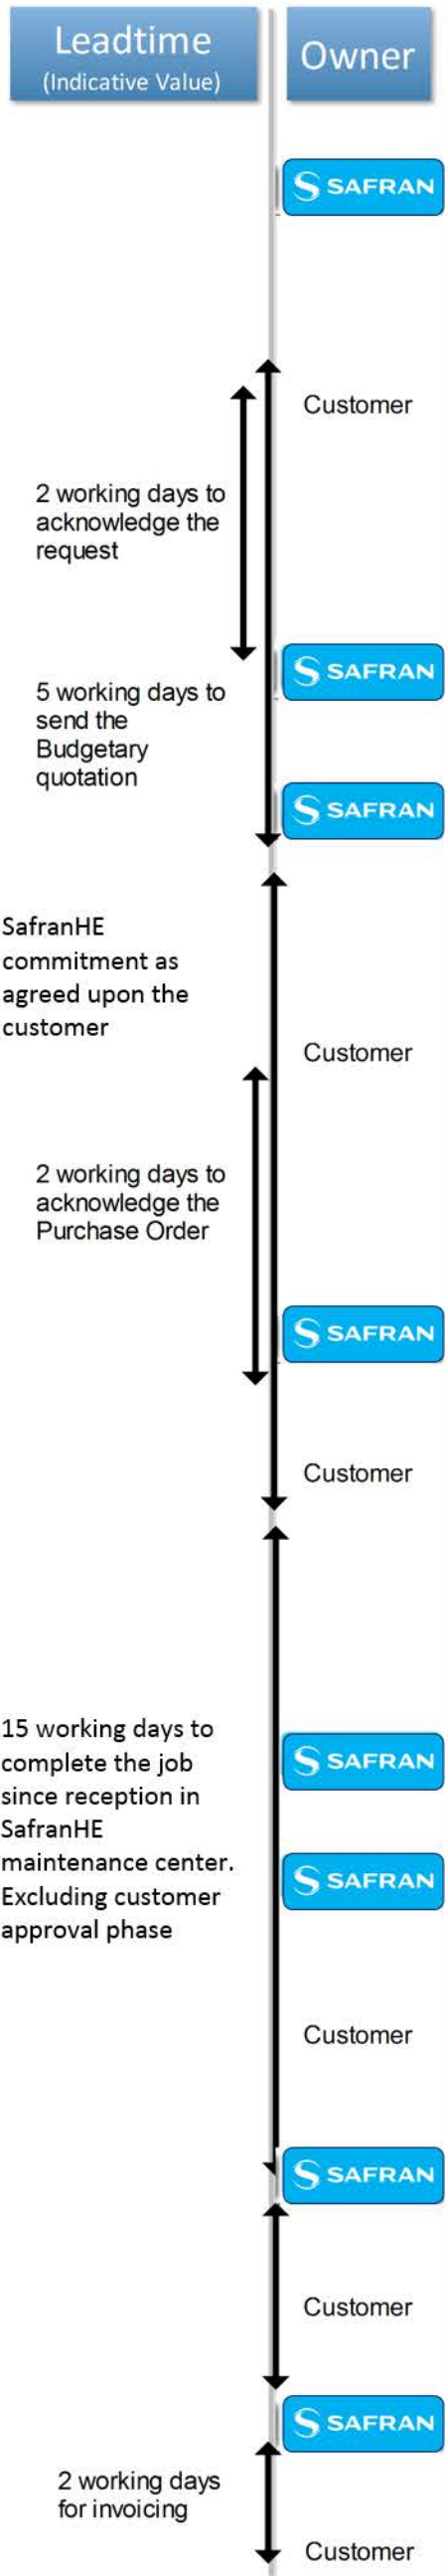 Leadtime
(Indicative Value)
Owner
SAFRAN
Customer
2 working days to
acknowledge the
request
SAFRAN
5 working days to
send the
Budgetary
quotation
SAFRAN
SafranHE
commitment as
agreed upon the
customer
Customer
2 working days to
acknowledge the
Purchase Order
SAFRAN
Customer
15 working days to
complete the job
since reception in
SafranHE
maintenance center.
Excluding customer
approval phase
SAFRAN
SAFRAN
Customer
SAFRAN
Customer
SAFRAN
2 working days
for invoicing
Customer